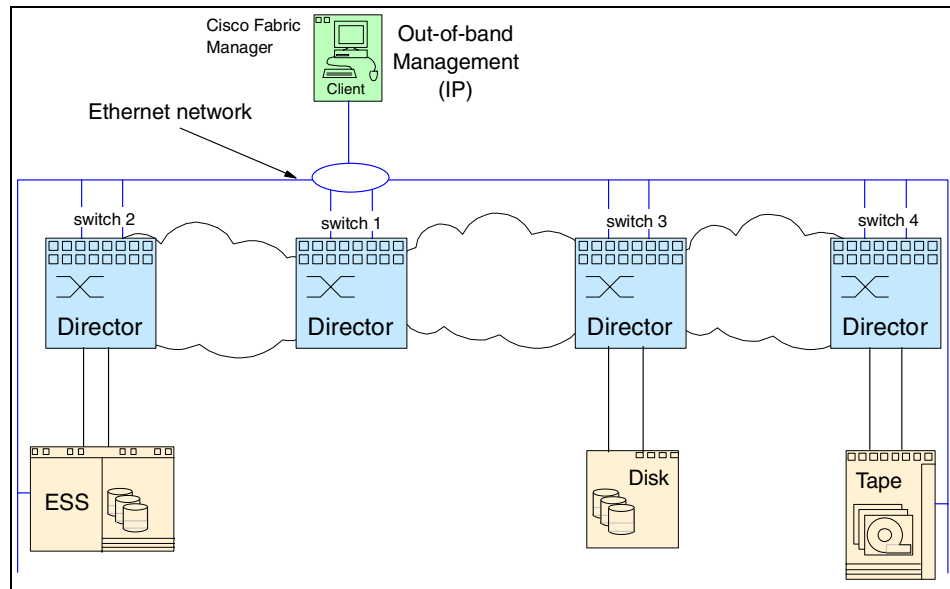 Cisco Fabric
Manager
Out-of-band
Management
(IP)
Client
Ethernet network
switch 2
switch 1
switch 3
switch 4
Director
Director
Director
Director
ESS
Disk
Tape